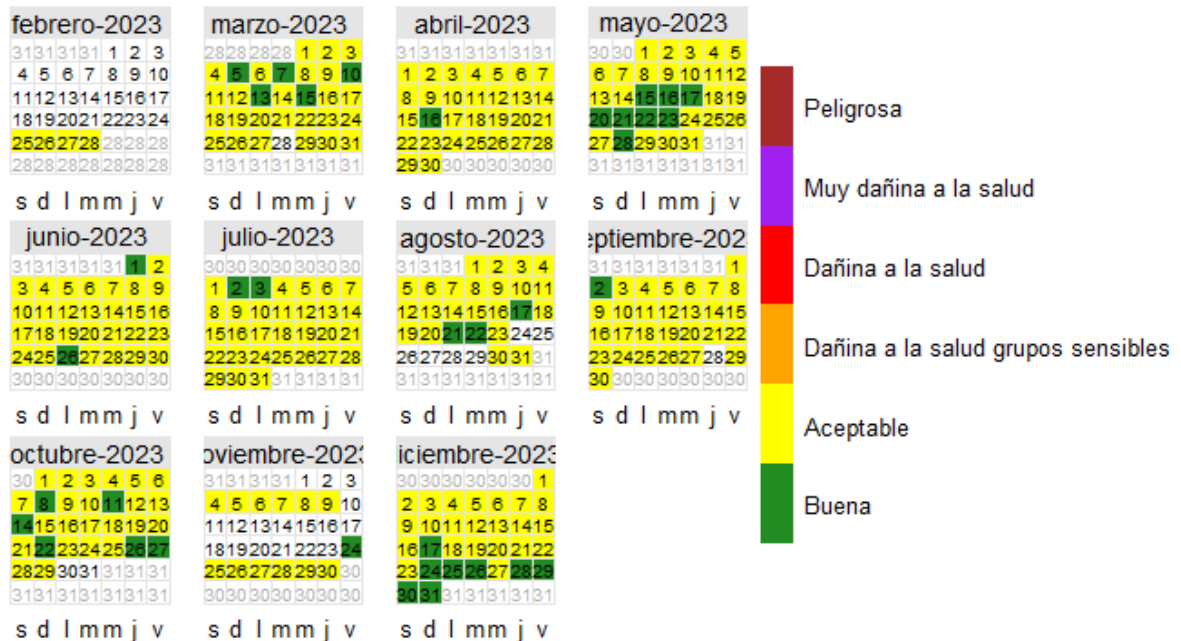 febrero-2023
31 31 31 31 1 2 3
4 5 6 7 8 9 10
11 12 13 14 15 16 17
18 19 20 21 22 23 24
25 26 27 28 28 28 28
28 28 28 28 28 28 28
s d l m m j v
marzo-2023
28 28 28 28 1 2 3
4 5 6 7 8 9 10
11 12 13 14 15 16 17
18 19 20 21 22 23 24
25 26 27 28 29 30 31
31 31 31 31 31 31 31
s d l m m j v
abril-2023
31 31 31 31 31 31 31
1 2 3 4 5 6 7
8 9 10 11 12 13 14
15 16 17 18 19 20 21
22 23 24 25 26 27 28
29 30 30 30 30 30 30
s d l m m j v
mayo-2023
30 30 1 2 3 4 5
6 7 8 9 10 11 12
13 14 15 16 17 18 19
20 21 22 23 24 25 26
27 28 29 30 31 31 31
31 31 31 31 31 31 31
s d l m m j v
junio-2023
31 31 31 31 31 1 2
3 4 5 6 7 8 9
10 11 12 13 14 15 16
17 18 19 20 21 22 23
24 25 26 27 28 29 30
30 30 30 30 30 30 30
s d l m m j v
julio-2023
30 30 30 30 30 30 30
1 2 3 4 5 6 7
8 9 10 11 12 13 14
15 16 17 18 19 20 21
22 23 24 25 26 27 28
29 30 31 31 31 31 31
s d l m m j v
agosto-2023
31 31 31 1 2 3 4
5 6 7 8 9 10 11
12 13 14 15 16 17 18
19 20 21 22 23 24 25
26 27 28 29 30 31 31
31 31 31 31 31 31 31
s d l m m j v
eptiembre-202
31 31 31 31 31 31 1
2 3 4 5 6 7 8
9 10 11 12 13 14 15
16 17 18 19 20 21 22
23 24 25 26 27 28 29
30 30 30 30 30 30 30
s d l m m j v
octubre-2023
30 1 2 3 4 5 6
7 8 9 10 11 12 13
14 15 16 17 18 19 20
21 22 23 24 25 26 27
28 29 30 31 31 31 31
31 31 31 31 31 31 31
s d l m m j v
oviembre-202
31 31 31 31 1 2 3
4 5 6 7 8 9 10
11 12 13 14 15 16 17
18 19 20 21 22 23 24
25 26 27 28 29 30 30
30 30 30 30 30 30 30
s d l m m j v
iciembre-2023
30 30 30 30 30 30 1
2 3 4 5 6 7 8
9 10 11 12 13 14 15
16 17 18 19 20 21 22
23 24 25 26 27 28 29
30 31 31 31 31 31 31
s d l m m j v
Peligrosa
Muy dañina a la salud
Dañina a la salud
Dañina a la salud grupos sensibles
Aceptable
Buena